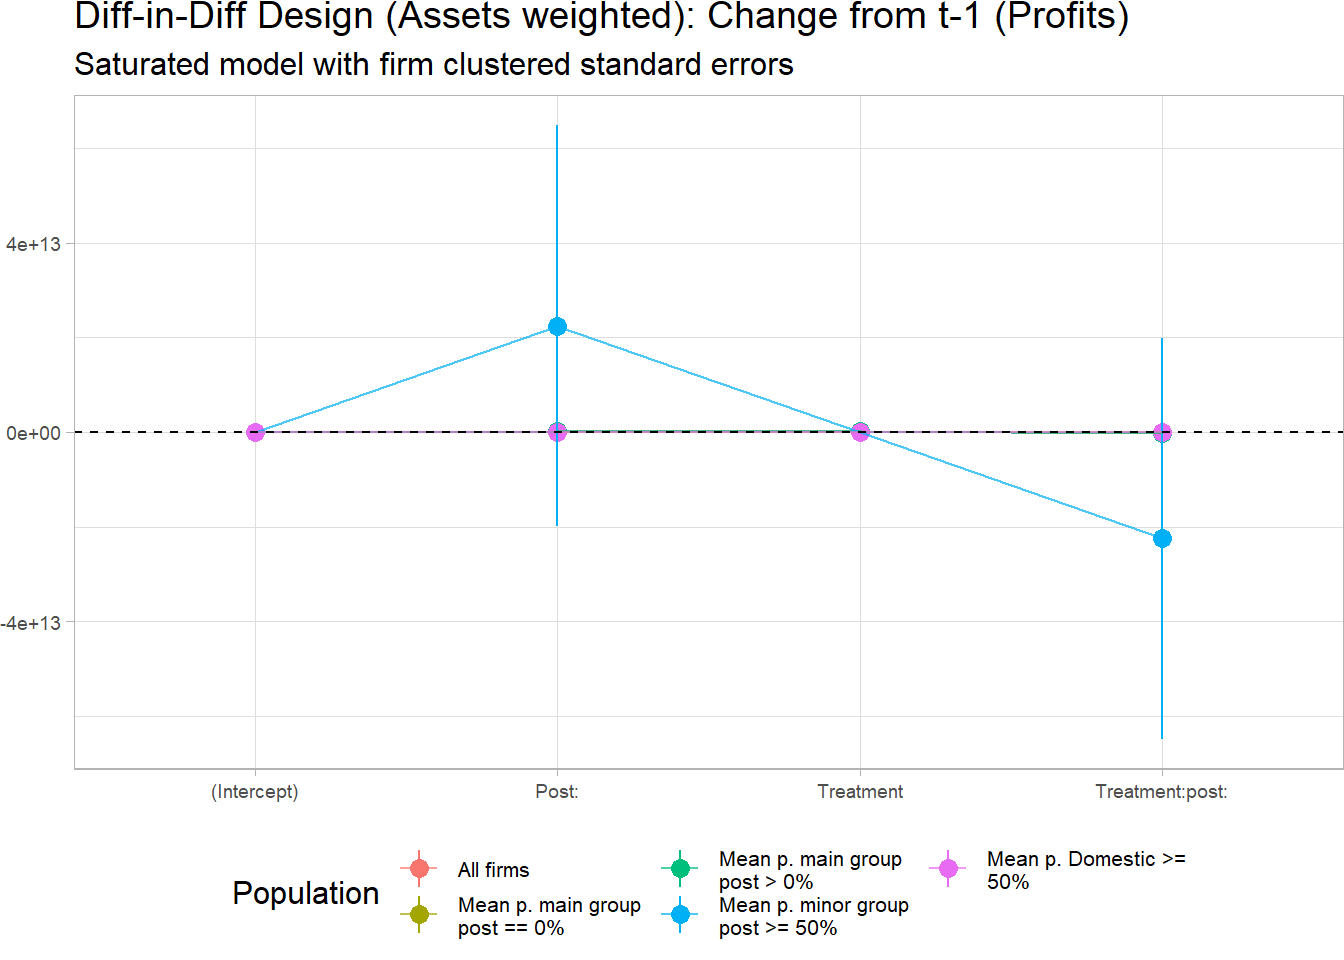 Diff-in-Diff Design (Assets weighted): Change from t-1 (Profits)
Saturated model with firm clustered standard errors
4e+13
0e+00
-4e+13
(Intercept)
Post:
Treatment
Treatment:post:
Population
All firms
Mean p. main group
post == 0%
Mean p. main group
post > 0%
Mean p. minor group
post >= 50%
Mean p. Domestic >=
50%